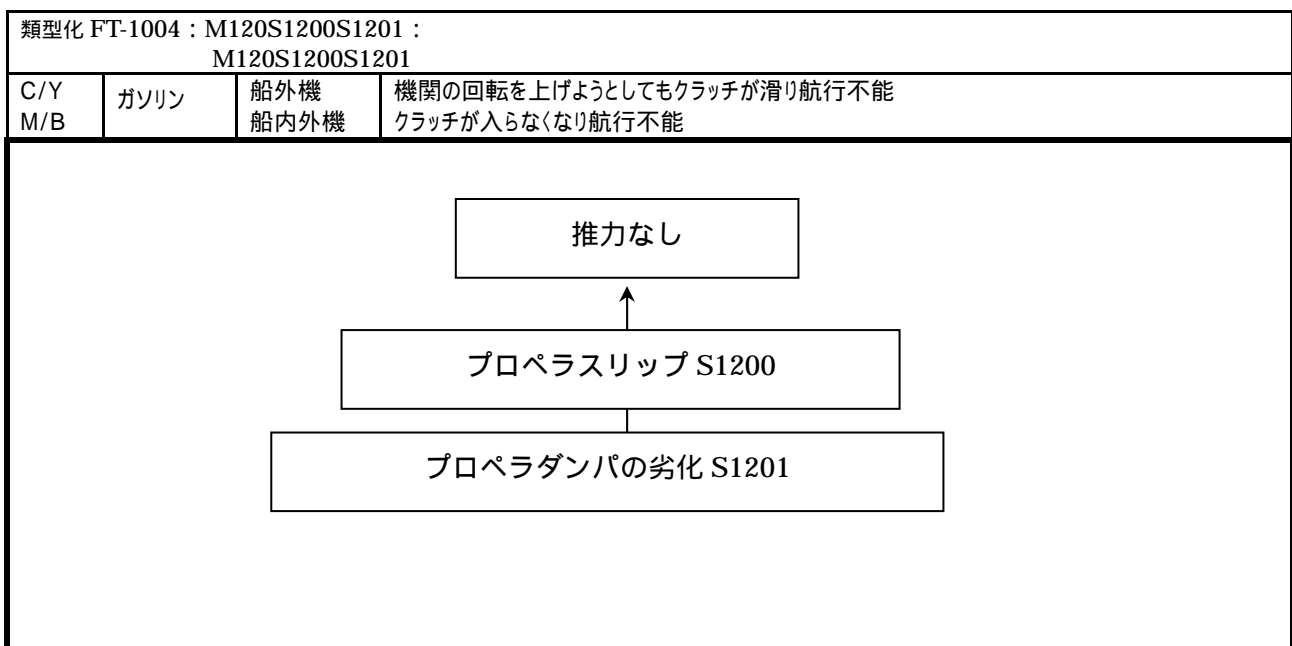 類型化 FT-1004：M120S1200S1201：
M120S1200S1201
C/Y
M/B
ガソリン
船外機
船内外機
機関の回転を上げようとしてもクラッチが滑り航行不能
クラッチが入らなくなり航行不能
推力なし
プロペラスリップ S1200
プロペラダンパの劣化 S1201